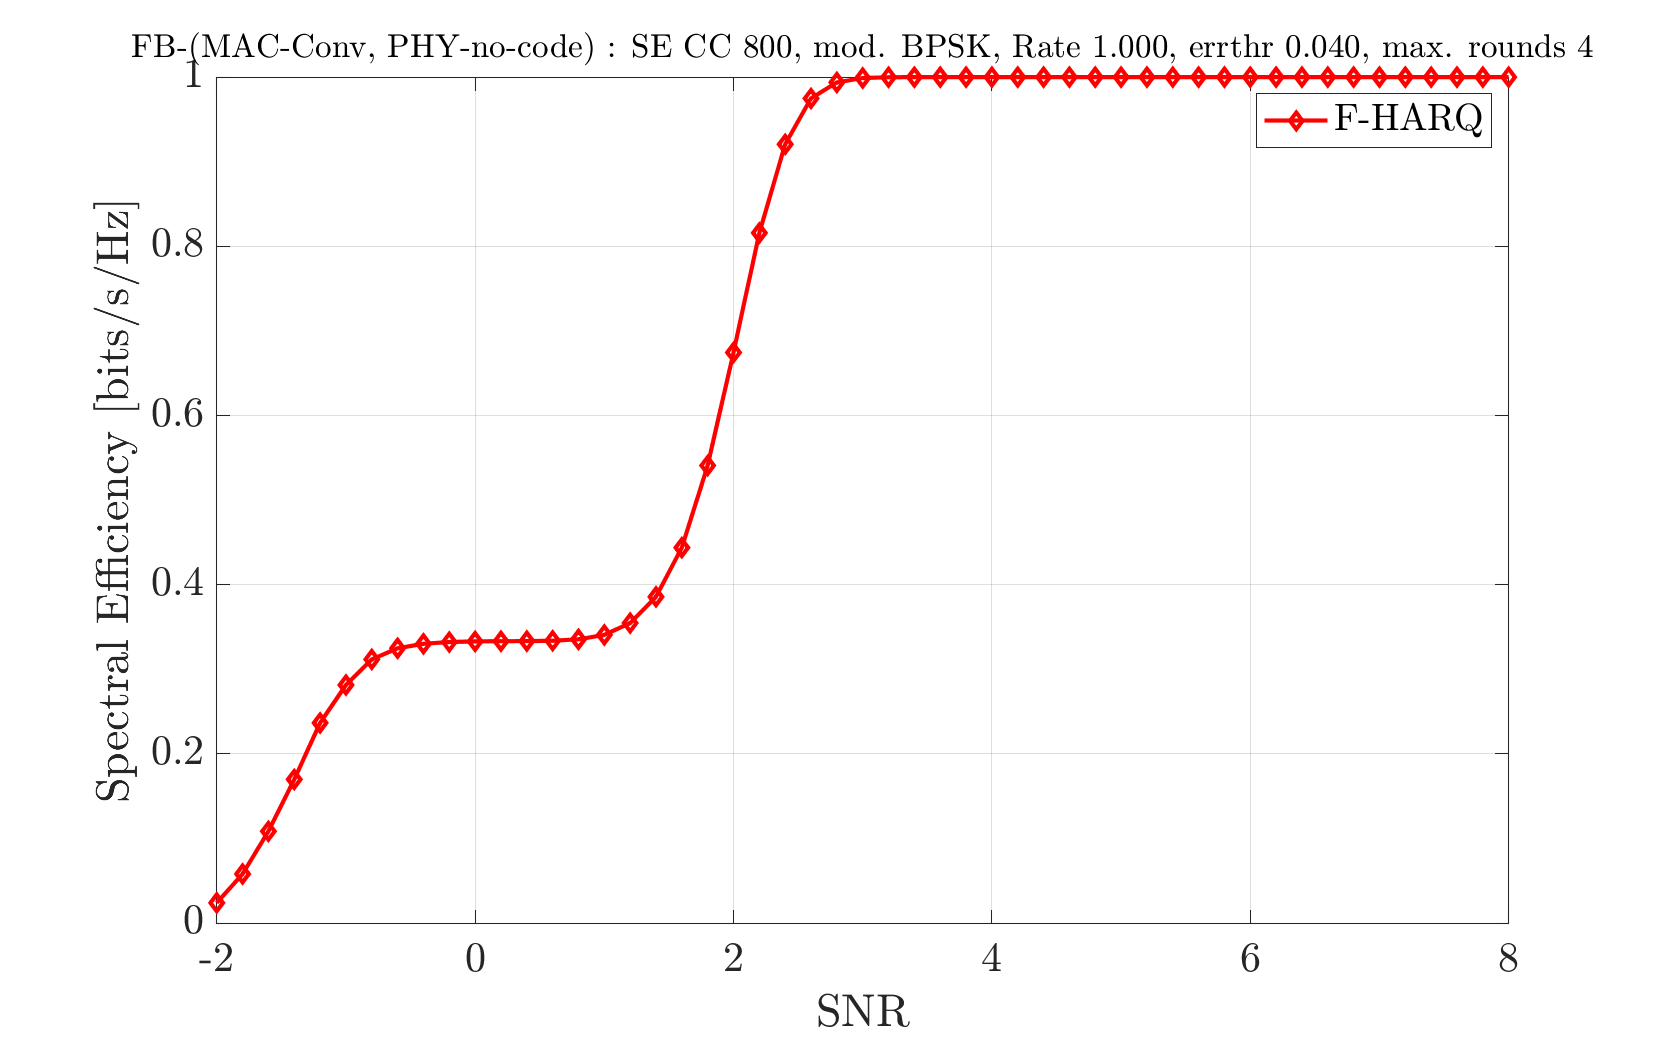 FB-(MAC-Conv, PHY-no-code) : SE CC 800, mod. BPSK, Rate 1.000, errthr 0.040, max. rounds 4
F-HARQ
Spectral Efficiency [bits/s/Hz]
1
0.8
0.6
0.4
0.2
0
-2 0 2 4 6 8
SNR